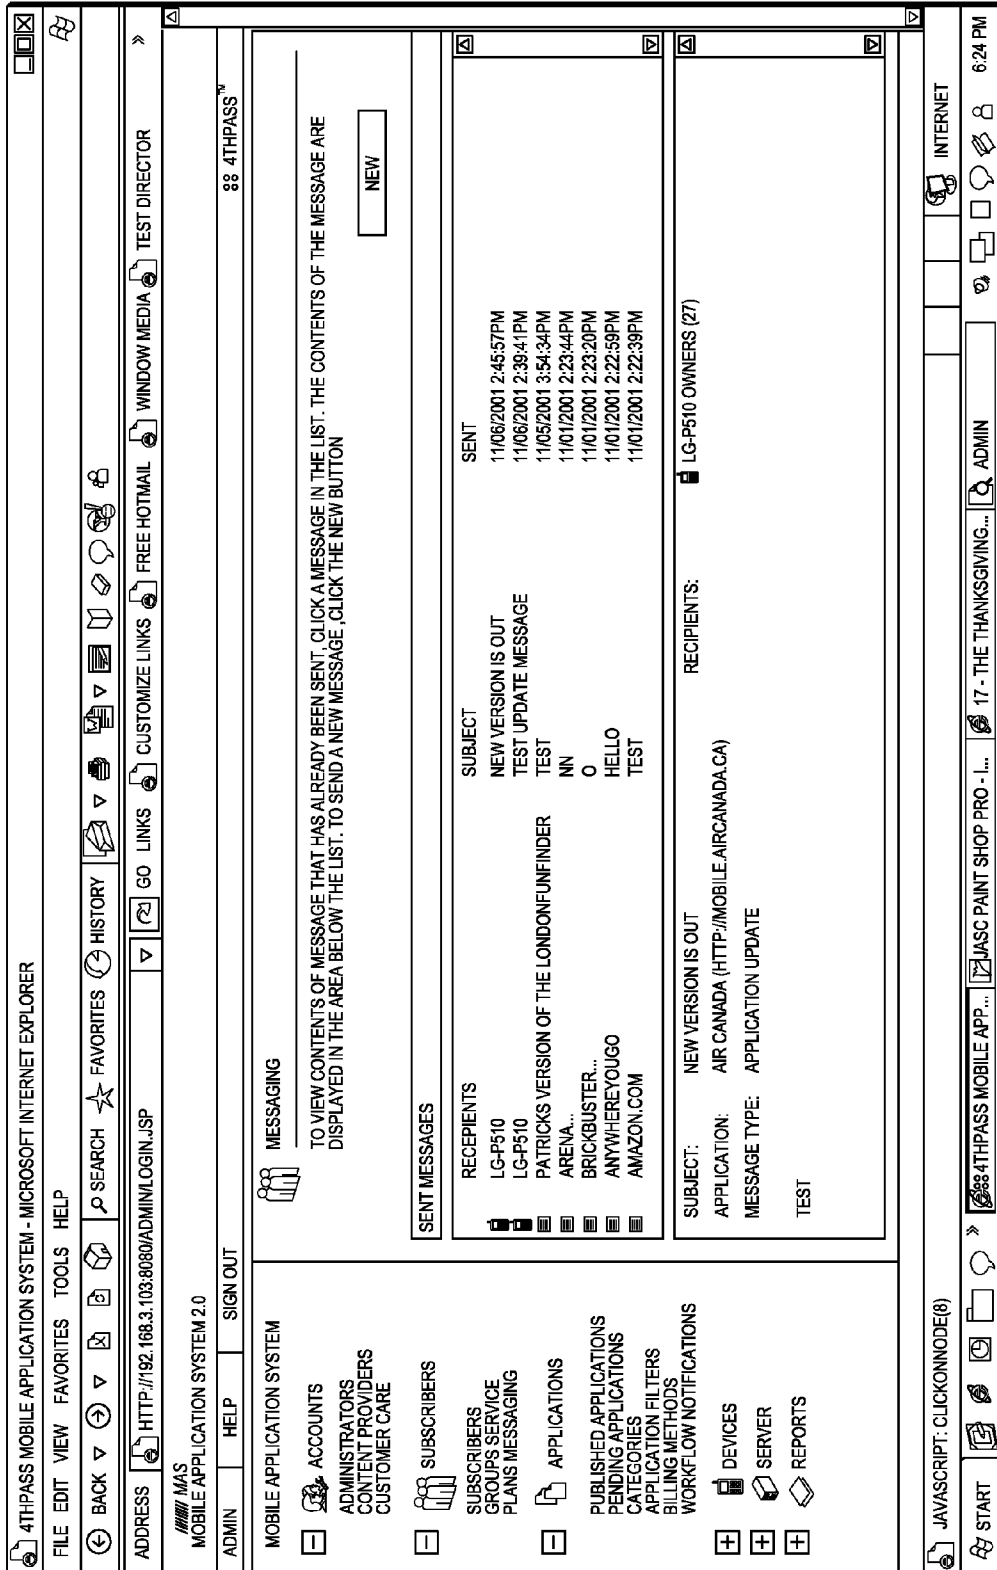 4THPASS MOBILE APPLICATION SYSTEM - MICROSOFT INTERNET EXPLORER
FILE EDIT VIEW FAVORITES TOOLS HELP
BACK SEARCH FAVORITES HISTORY
ADDRESS HTTP://192.168.3.103:8080/ADMIN/LOGIN.JSP GO LINKS CUSTOMIZE LINKS FREE HOTMAIL WINDOW MEDIA TEST DIRECTOR »
MAS
MOBILE APPLICATION SYSTEM 2.0
4THPASS™
ADMIN HELP SIGN OUT
MOBILE APPLICATION SYSTEM
ACCOUNTS
ADMINISTRATORS
CONTENT PROVIDERS
CUSTOMER CARE
SUBSCRIBERS
SUBSCRIBERS
GROUPS SERVICE
PLANS MESSAGING
APPLICATIONS
PUBLISHED APPLICATIONS
PENDING APPLICATIONS
CATEGORIES
APPLICATION FILTERS
BILLING METHODS
WORKFLOW NOTIFICATIONS
DEVICES
SERVER
REPORTS
MESSAGING
TO VIEW CONTENTS OF MESSAGE THAT HAS ALREADY BEEN SENT, CLICK A MESSAGE IN THE LIST. THE CONTENTS OF THE MESSAGE ARE
DISPLAYED IN THE AREA BELOW THE LIST. TO SEND A NEW MESSAGE ,CLICK THE NEW BUTTON
NEW
SENT MESSAGES
RECEPIENTS SUBJECT SENT
LG-P510 NEW VERSION IS OUT 11/06/2001 2:45:57PM
LG-P510 TEST UPDATE MESSAGE 11/06/2001 2:39:41PM
PATRICKS VERSION OF THE LONDONFUNFINDER TEST 11/05/2001 3:54:34PM
ARENA... NN 11/01/2001 2:23:44PM
BRICKBUSTER... O 11/01/2001 2:23:20PM
ANYWHEREYOUGO HELLO 11/01/2001 2:22:59PM
AMAZON.COM TEST 11/01/2001 2:22:39PM
SUBJECT: NEW VERSION IS OUT RECIPIENTS: LG-P510 OWNERS (27)
APPLICATION: AIR CANADA (HTTP://MOBILE.AIRCANADA.CA)
MESSAGE TYPE: APPLICATION UPDATE
TEST
JAVASCRIPT: CLICKONNODE(8) INTERNET
START » 4THPASS MOBILE APP... JASC PAINT SHOP PRO - I... 17 - THE THANKSGIVING... ADMIN 6:24 PM